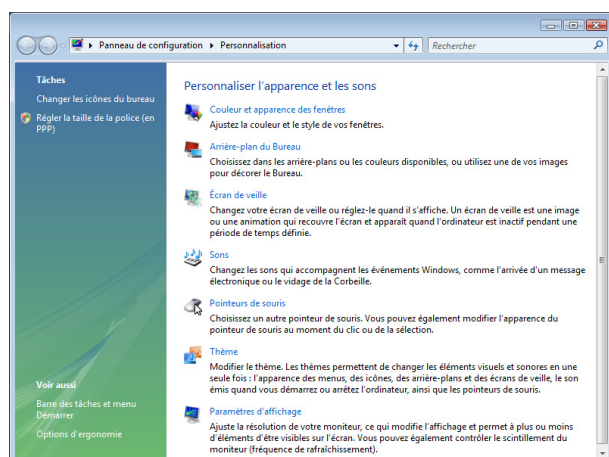 Panneau de configuration ▸ Personnalisation
Rechercher
Tâches
Changer les icônes du bureau
Régler la taille de la police (en
PPP)
Voir aussi
Barre des tâches et menu
Démarrer
Options d'ergonomie
Personnaliser l'apparence et les sons
Couleur et apparence des fenêtres
Ajustez la couleur et le style de vos fenêtres.
Arrière-plan du Bureau
Choisissez dans les arrière-plans ou les couleurs disponibles, ou utilisez une de vos images
pour décorer le Bureau.
Écran de veille
Changez votre écran de veille ou réglez-le quand il s'affiche. Un écran de veille est une image
ou une animation qui recouvre l'écran et apparaît quand l'ordinateur est inactif pendant une
période de temps définie.
Sons
Changez les sons qui accompagnent les événements Windows, comme l'arrivée d'un message
électronique ou le vidage de la Corbeille.
Pointeurs de souris
Choisissez un autre pointeur de souris. Vous pouvez également modifier l'apparence du
pointeur de souris au moment du clic ou de la sélection.
Thème
Modifier le thème. Les thèmes permettent de changer les éléments visuels et sonores en une
seule fois : l'apparence des menus, des icônes, des arrière-plans et des écrans de veille, le son
émis quand vous démarrez ou arrêtez l'ordinateur, ainsi que les pointeurs de souris.
Paramètres d'affichage
Ajuste la résolution de votre moniteur, ce qui modifie l'affichage et permet à plus ou moins
d'éléments d'être visibles sur l'écran. Vous pouvez également contrôler le scintillement du
moniteur (fréquence de rafraîchissement).